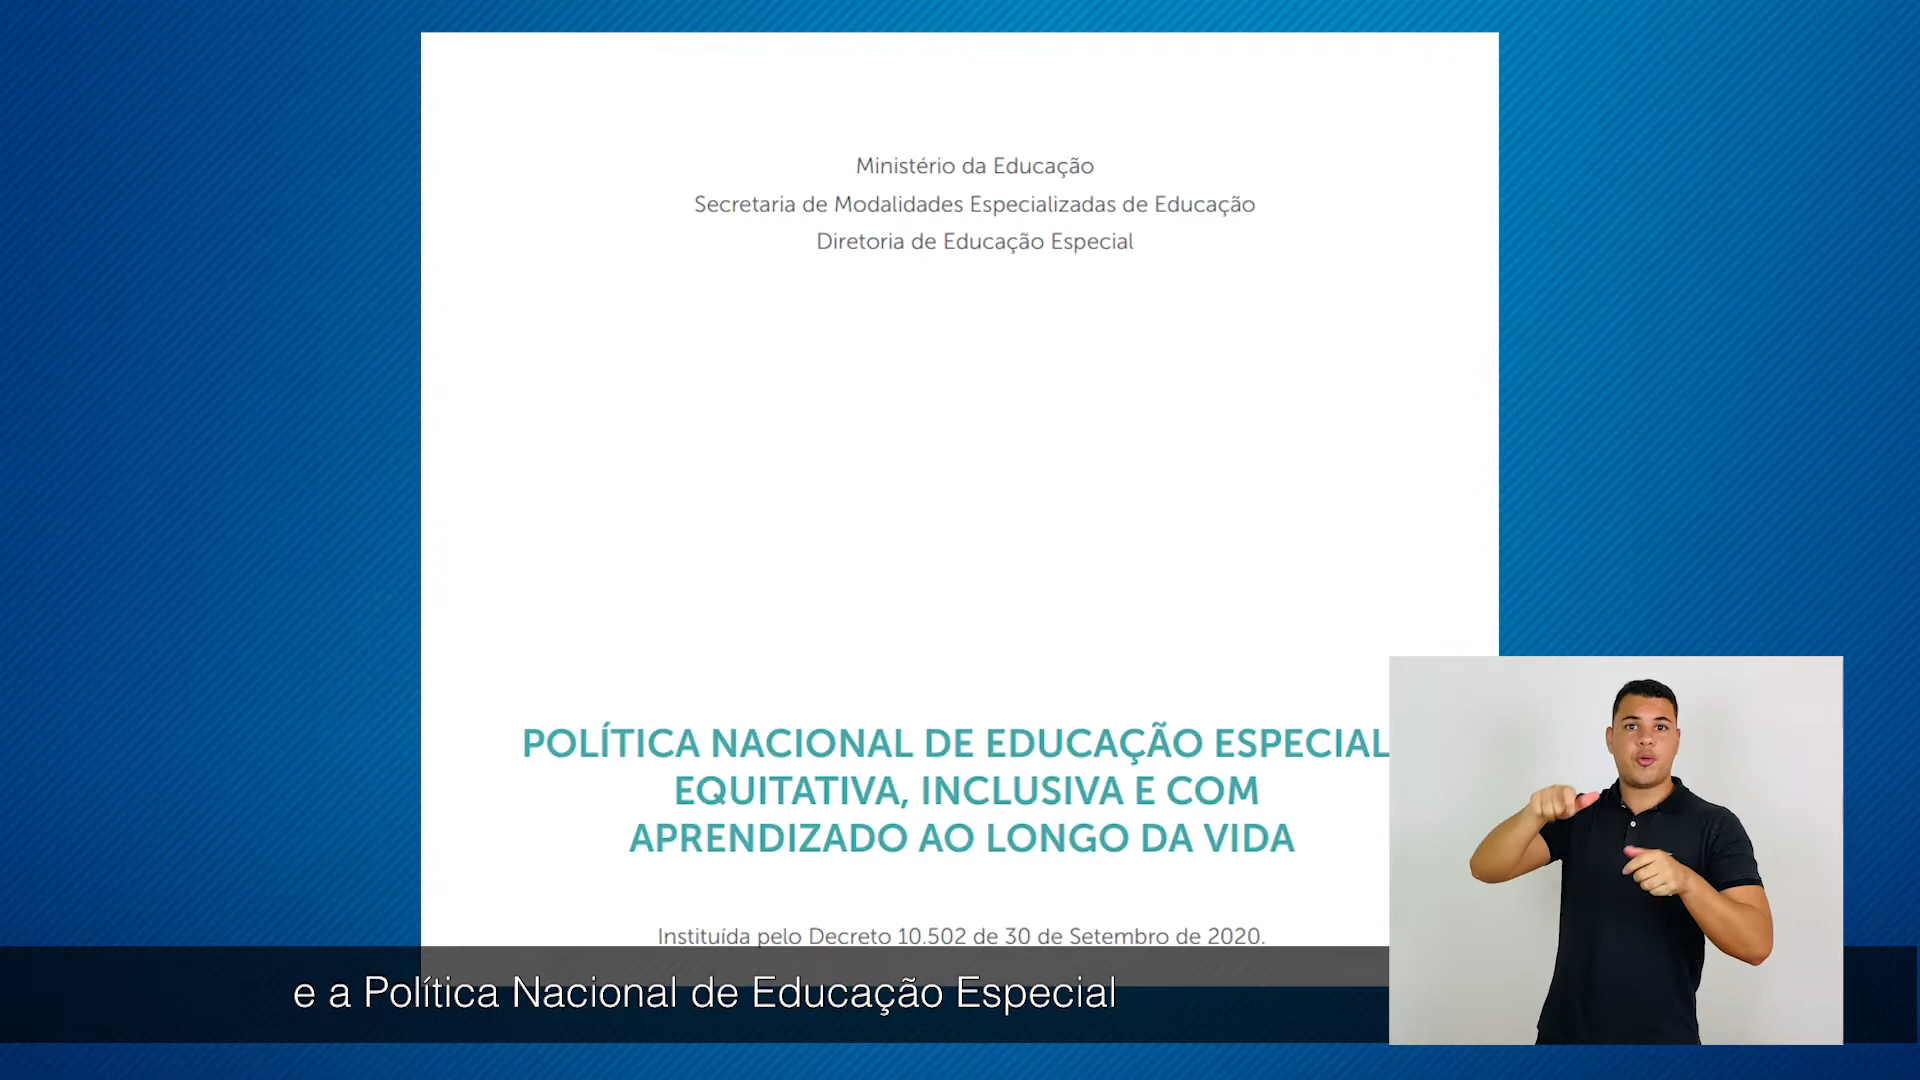 Ministério da Educação
Secretaria de Modalidades Especializadas de Educação
Diretoria de Educação Especial
POLÍTICA NACIONAL DE EDUCAÇÃO ESPECIAL
EQUITATIVA, INCLUSIVA E COM
APRENDIZADO AO LONGO DA VIDA
Instituída pelo Decreto 10.502 de 30 de Setembro de 2020.
e a Política Nacional de Educação Especial